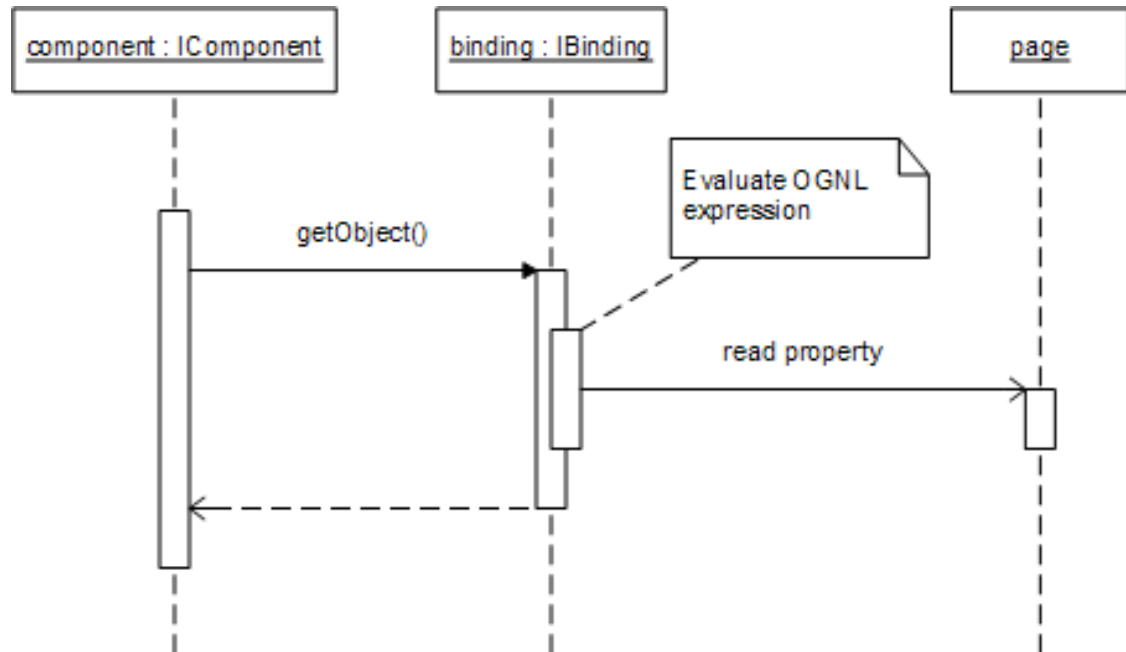 component : IComponent
binding : IBinding
page
Evaluate OGNL
expression
getObject()
read property